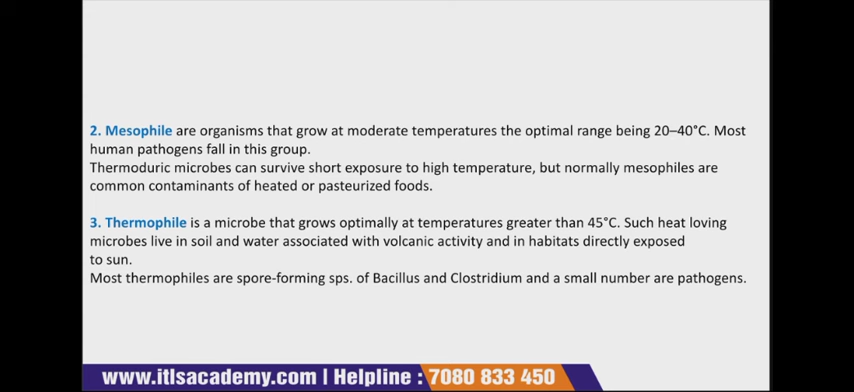 2. Mesophile are organisms that grow at moderate temperatures the optimal range being 20–40°C. Most
human pathogens fall in this group.
Thermoduric microbes can survive short exposure to high temperature, but normally mesophiles are
common contaminants of heated or pasteurized foods.
3. Thermophile is a microbe that grows optimally at temperatures greater than 45°C. Such heat loving
microbes live in soil and water associated with volcanic activity and in habitats directly exposed
to sun.
Most thermophiles are spore-forming sps. of Bacillus and Clostridium and a small number are pathogens.
www.itlsacademy.com | Helpline : 7080 833 450